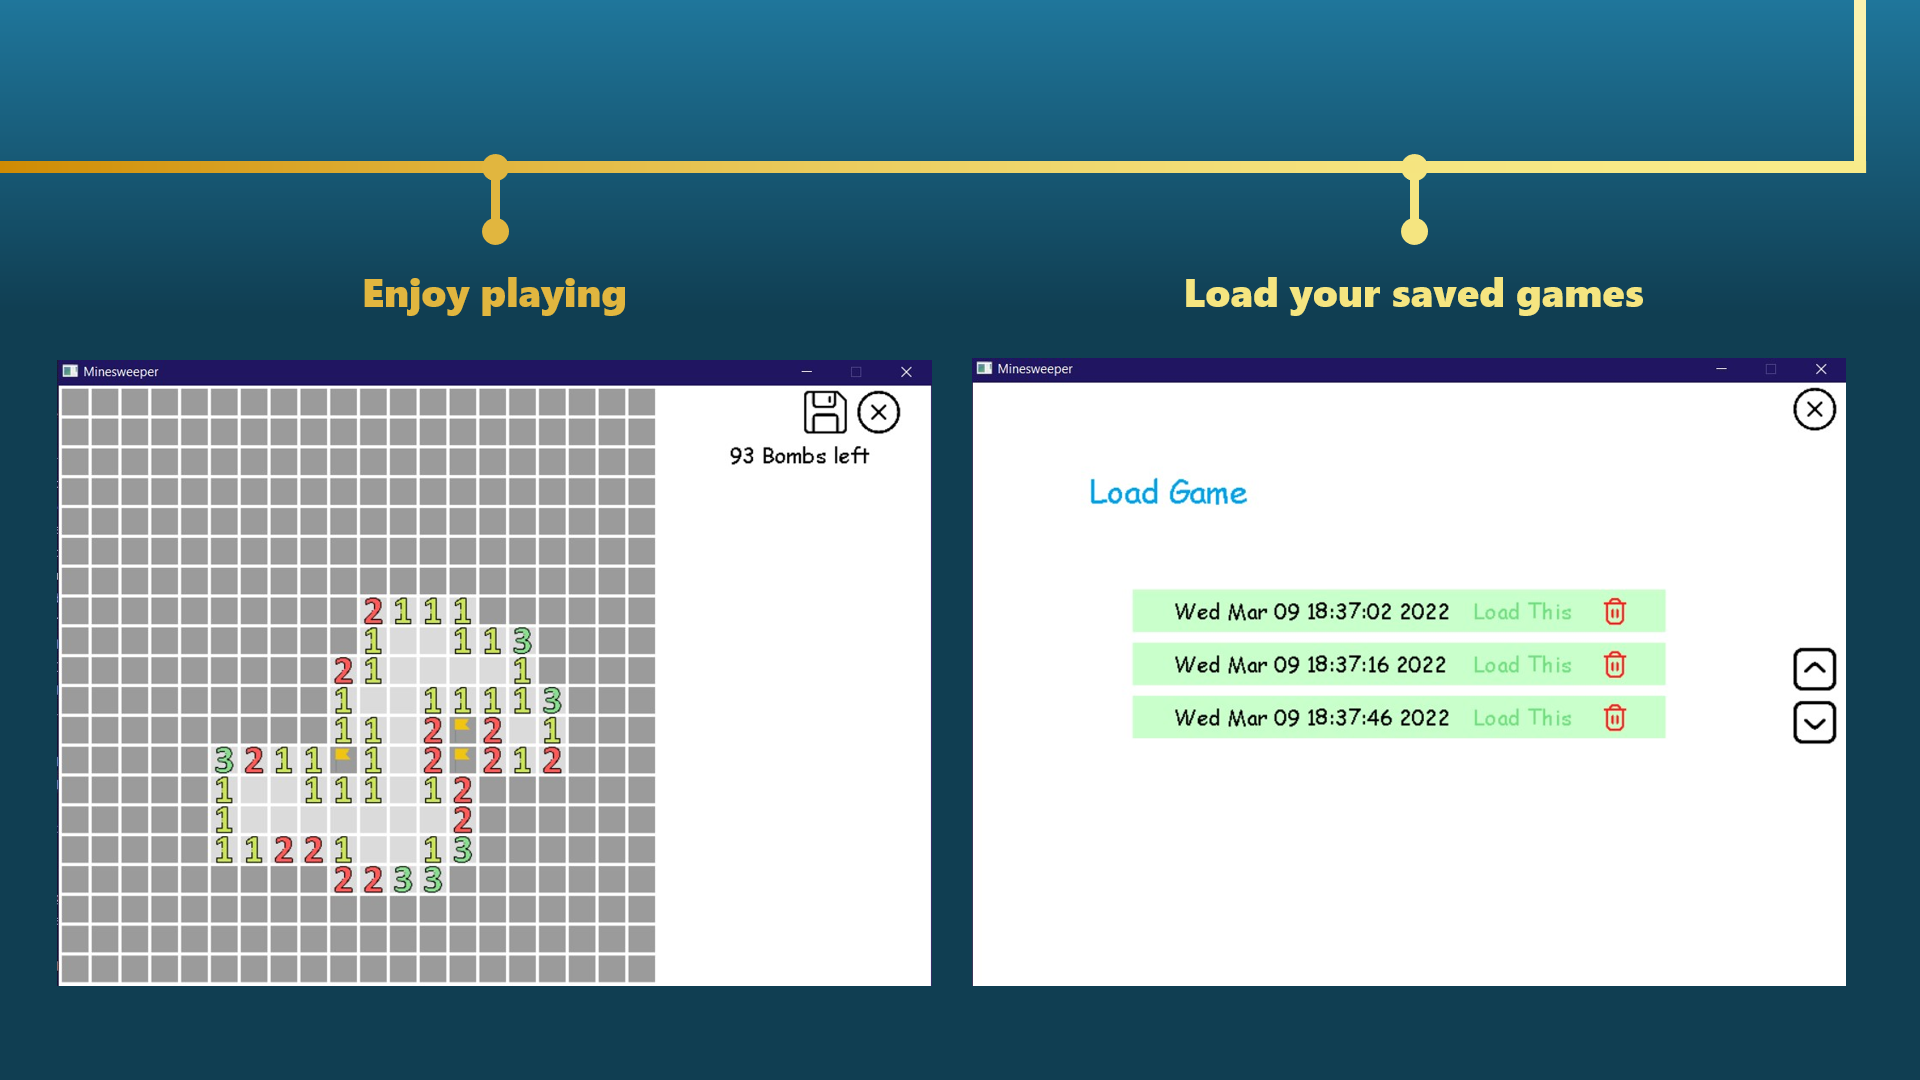 Enjoy playing
Load your saved games
Minesweeper
93 Bombs left
2 1 1 1
1 1 1 3
2 1 1
1 1 1 1 1 3
1 1 2 2 1
3 2 1 1 1 2 2 1 2
1 1 1 1 1 2
1 2
1 1 2 2 1 1 3
2 2 3 3
Minesweeper
Load Game
Wed Mar 09 18:37:02 2022 Load This
Wed Mar 09 18:37:16 2022 Load This
Wed Mar 09 18:37:46 2022 Load This